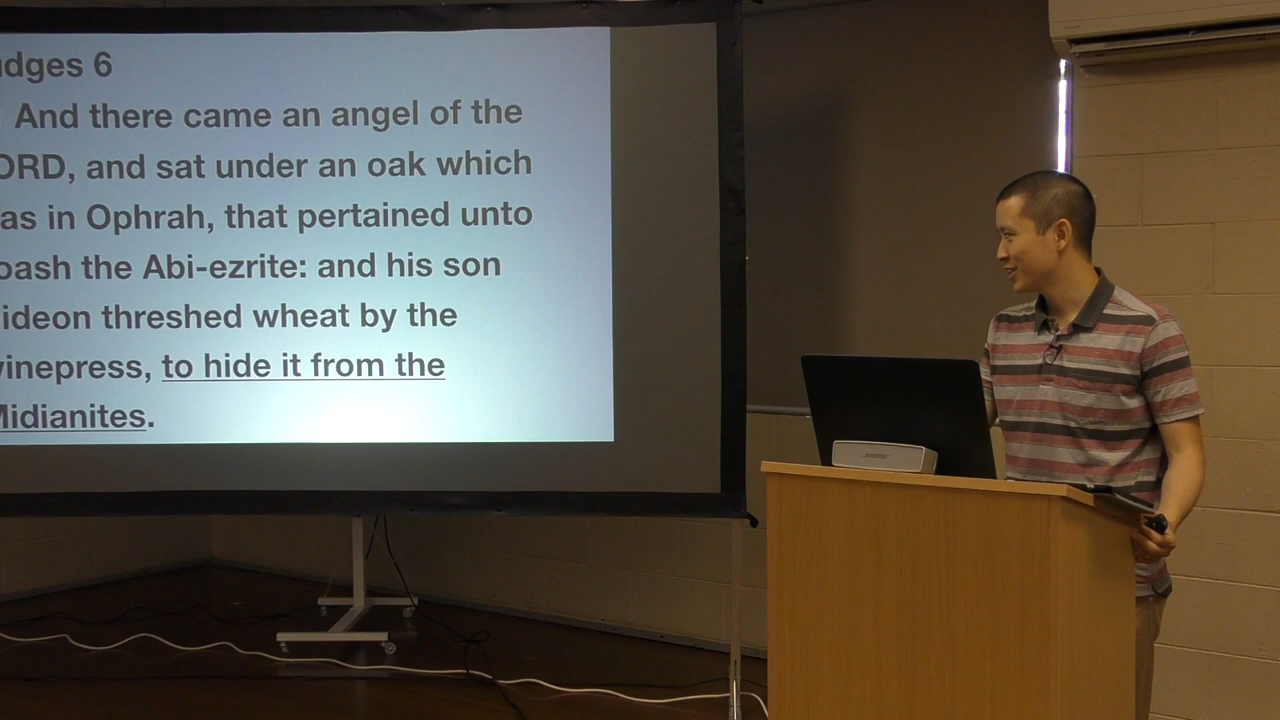 udges 6
And there came an angel of the
ORD, and sat under an oak which
as in Ophrah, that pertained unto
oash the Abi-ezrite: and his son
ideon threshed wheat by the
inepress, to hide it from the
Midianites.
BOSE